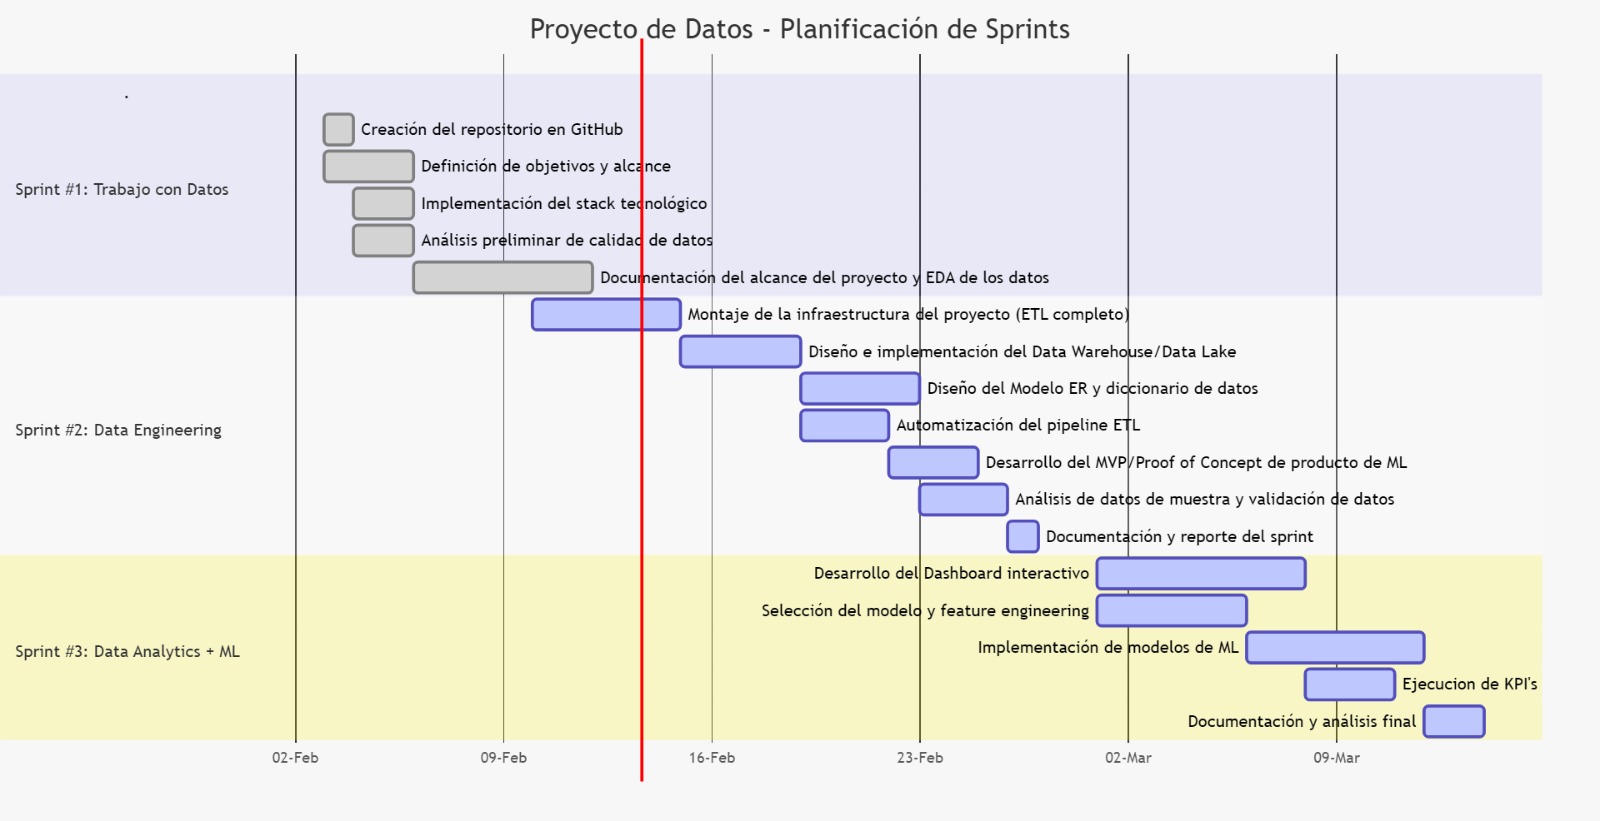 Proyecto de Datos - Planificación de Sprints
.
Sprint #1: Trabajo con Datos
Creación del repositorio en GitHub
Definición de objetivos y alcance
Implementación del stack tecnológico
Análisis preliminar de calidad de datos
Documentación del alcance del proyecto y EDA de los datos
Sprint #2: Data Engineering
Montaje de la infraestructura del proyecto (ETL completo)
Diseño e implementación del Data Warehouse/Data Lake
Diseño del Modelo ER y diccionario de datos
Automatización del pipeline ETL
Desarrollo del MVP/Proof of Concept de producto de ML
Análisis de datos de muestra y validación de datos
Documentación y reporte del sprint
Sprint #3: Data Analytics + ML
Desarrollo del Dashboard interactivo
Selección del modelo y feature engineering
Implementación de modelos de ML
Ejecucion de KPI's
Documentación y análisis final
02-Feb
09-Feb
16-Feb
23-Feb
02-Mar
09-Mar